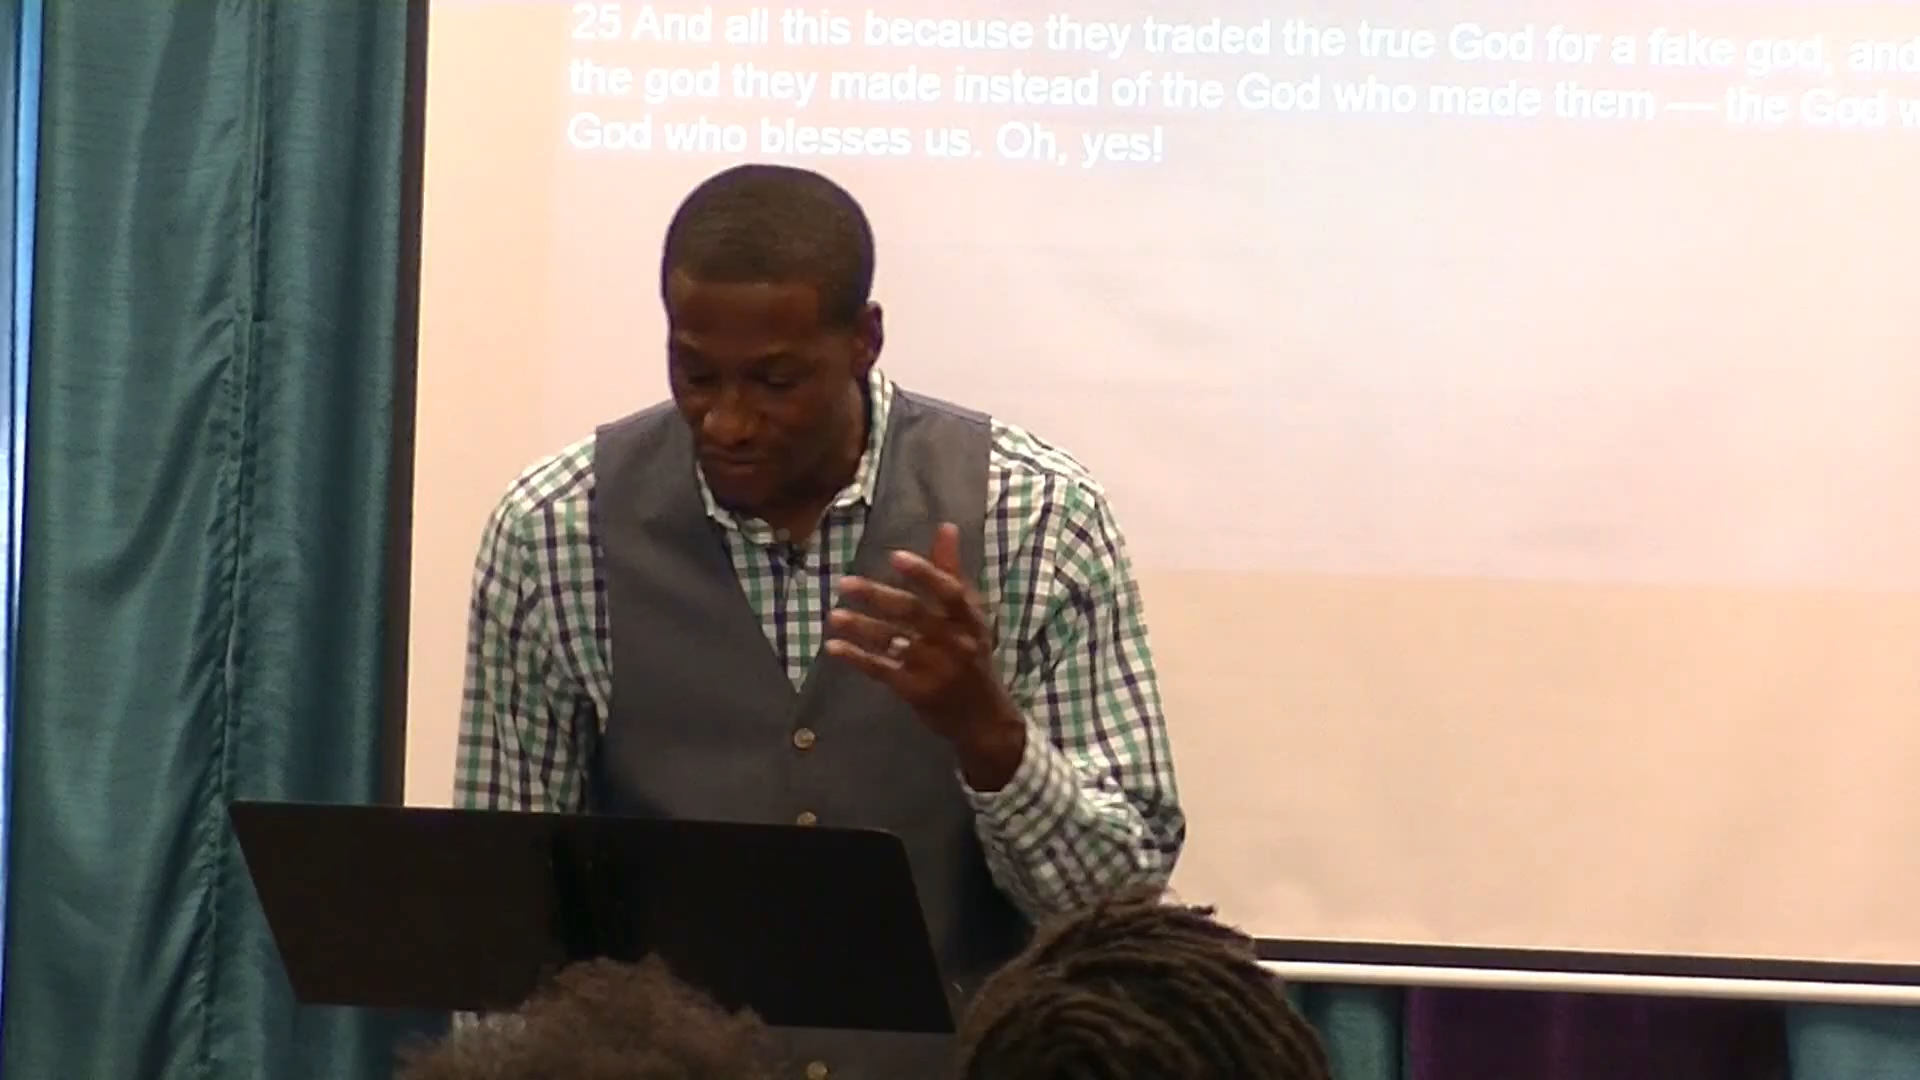 25 And all this because they traded the true God for a fake god, and
the god they made instead of the God who made them — the God
God who blesses us. Oh, yes!